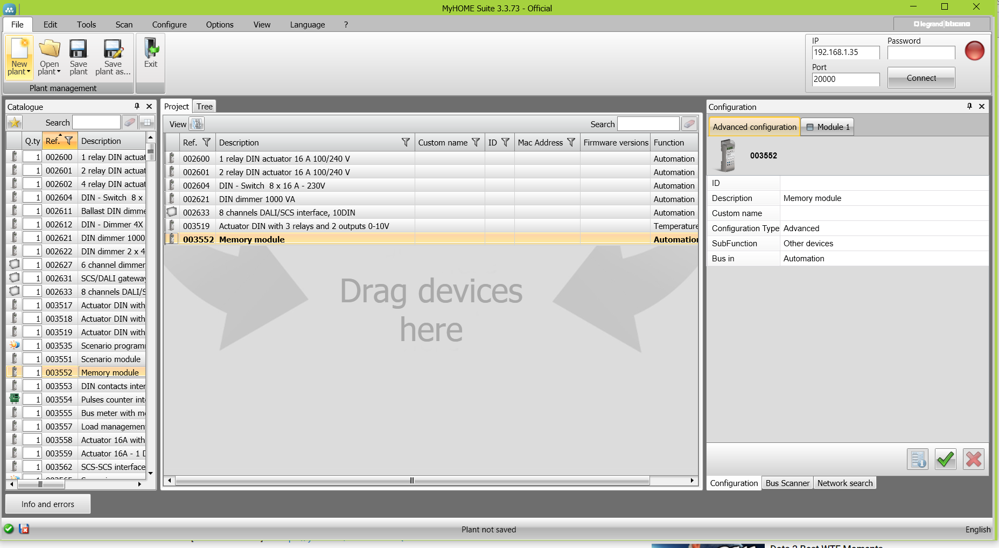 MyHOME Suite 3.3.73 - Official
File Edit Tools Scan Configure Options View Language ?
legrand bticino
New plant
Open plant
Save plant
Save plant as...
Exit
Plant management
IP
192.168.1.35
Password
Port
20000
Connect
Catalogue
Search
Q.ty Ref. Description
1 002600 1 relay DIN actuat
1 002601 2 relay DIN actuat
1 002602 4 relay DIN actuat
1 002604 DIN - Switch 8 x
1 002611 Ballast DIN dimme
1 002612 DIN - Dimmer 4X
1 002621 DIN dimmer 1000
1 002622 DIN dimmer 2 x 4
1 002627 6 channel dimmer
1 002631 SCS/DALI gateway
1 002633 8 channels DALI/S
1 003517 Actuator DIN with
1 003518 Actuator DIN with
1 003519 Actuator DIN with
1 003535 Scenario program
1 003551 Scenario module
1 003552 Memory module
1 003553 DIN contacts inter
1 003554 Pulses counter int
1 003555 Bus meter with m
1 003557 Load managemen
1 003558 Actuator 16A with
1 003559 Actuator 16A - 1 D
1 003562 SCS-SCS interface
Project Tree
View
Search
Ref. Description Custom name ID Mac Address Firmware versions Function
002600 1 relay DIN actuator 16 A 100/240 V Automation
002601 2 relay DIN actuator 16 A 100/240 V Automation
002604 DIN - Switch 8 x 16 A - 230V Automation
002621 DIN dimmer 1000 VA Automation
002633 8 channels DALI/SCS interface, 10DIN Automation
003519 Actuator DIN with 3 relays and 2 outputs 0-10V Temperature
003552 Memory module Automation
Drag devices
here
Configuration
Advanced configuration Module 1
003552
ID
Description Memory module
Custom name
Configuration Type Advanced
SubFunction Other devices
Bus in Automation
Configuration Bus Scanner Network search
Info and errors
Plant not saved
English